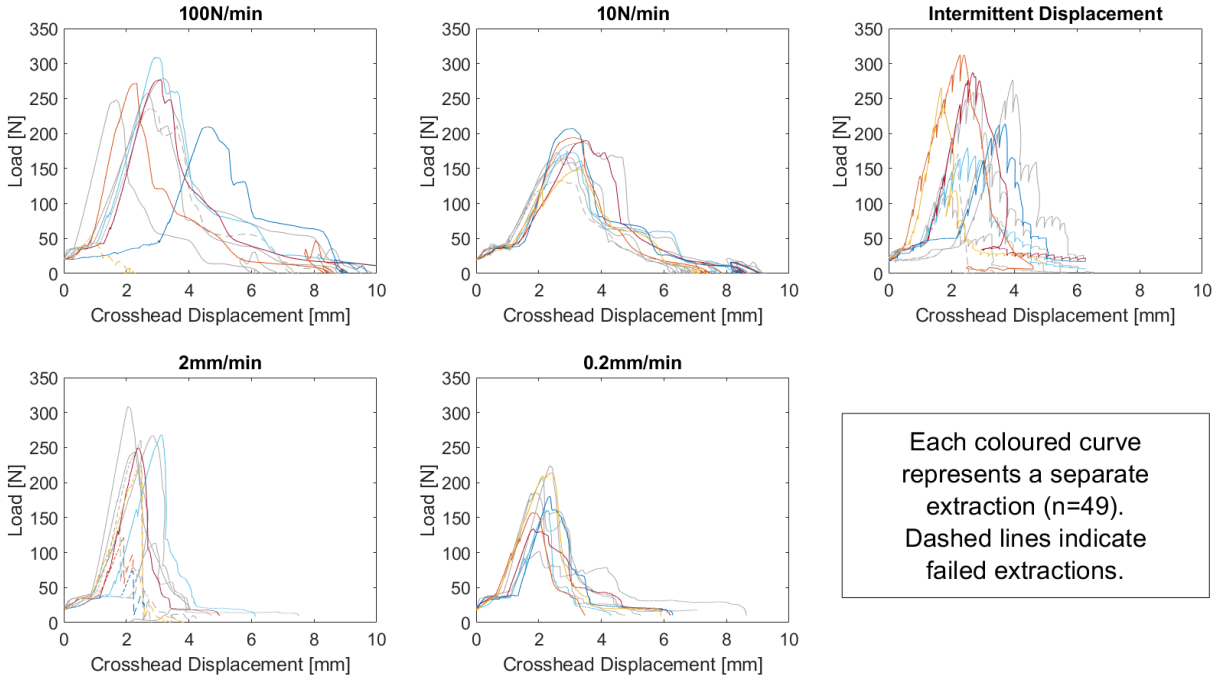 100N/min
350
300
250
200
150
100
50
0
Load [N]
0 2 4 6 8 10
Crosshead Displacement [mm]
10N/min
350
300
250
200
150
100
50
0
Load [N]
0 2 4 6 8 10
Crosshead Displacement [mm]
Intermittent Displacement
350
300
250
200
150
100
50
0
Load [N]
0 2 4 6 8 10
Crosshead Displacement [mm]
2mm/min
350
300
250
200
150
100
50
0
Load [N]
0 2 4 6 8 10
Crosshead Displacement [mm]
0.2mm/min
350
300
250
200
150
100
50
0
Load [N]
0 2 4 6 8 10
Crosshead Displacement [mm]
Each coloured curve
represents a separate
extraction (n=49).
Dashed lines indicate
failed extractions.